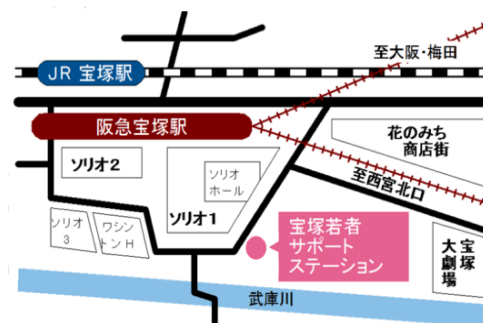 至大阪・梅田
JR 宝塚駅
阪急宝塚駅
花のみち
商店街
ソリオ2
ソリオ
ホール
至西宮北口
ソリオ1
ソリオ
3
ワシン
トンH
宝塚若者
サポート
ステーション
宝塚
大劇場
武庫川